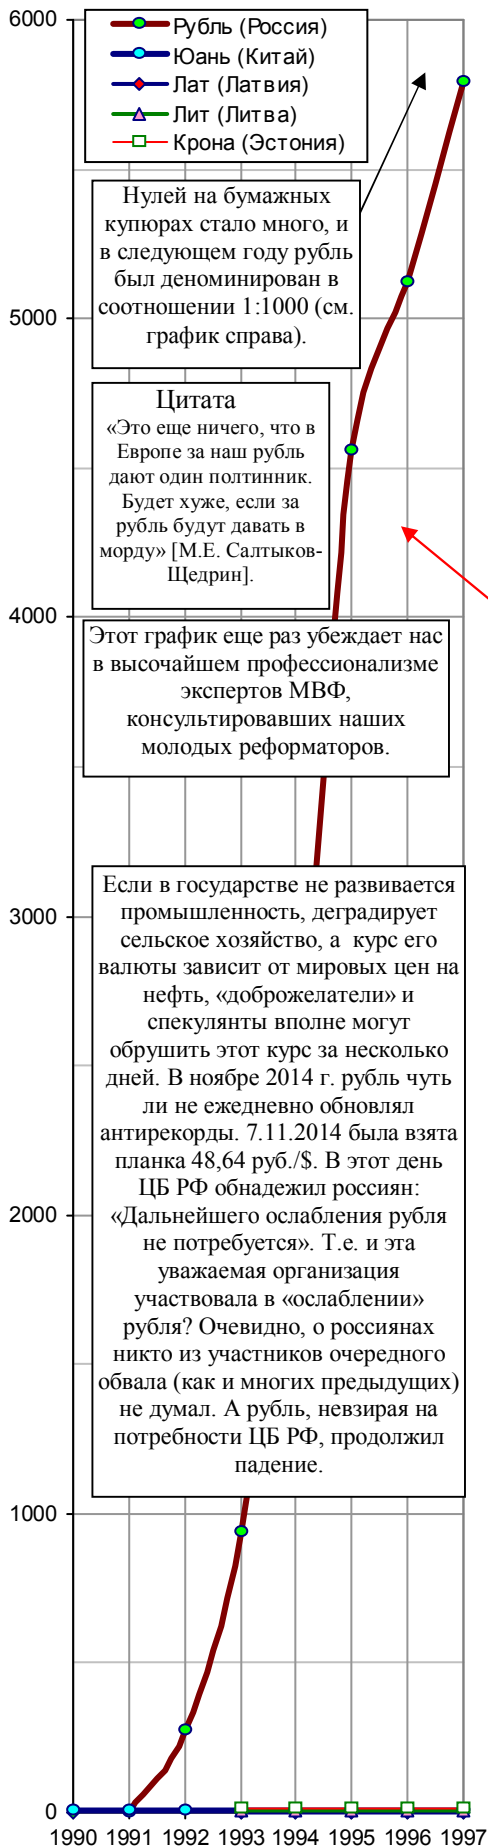 6000
Рубль (Россия)
Юань (Китай)
Лат (Латвия)
Лит (Литва)
Крона (Эстония)
Нулей на бумажных
купюрах стало много, и
в следующем году рубль
был деноминирован в
соотношении 1:1000 (см.
график справа).
5000
Цитата
«Это еще ничего, что в
Европе за наш рубль
дают один полтинник.
Будет хуже, если за
рубль будут давать в
морду» [М.Е. Салтыков-
Щедрин].
4000
Этот график еще раз убеждает нас
в высочайшем профессионализме
экспертов МВФ,
консультировавших наших
молодых реформаторов.
3000
Если в государстве не развивается
промышленность, деградирует
сельское хозяйство, а курс его
валюты зависит от мировых цен на
нефть, «доброжелатели» и
спекулянты вполне могут
обрушить этот курс за несколько
дней. В ноябре 2014 г. рубль чуть
ли не ежедневно обновлял
антирекорды. 7.11.2014 была взята
планка 48,64 руб./$. В этот день
ЦБ РФ обнадежил россиян:
2000
«Дальнейшего ослабления рубля
не потребуется». Т.е. и эта
уважаемая организация
участвовала в «ослаблении»
рубля? Очевидно, о россиянах
никто из участников очередного
обвала (как и многих предыдущих)
не думал. А рубль, невзирая на
потребности ЦБ РФ, продолжил
падение.
1000
0
1990 1991 1992 1993 1994 1995 1996 1997